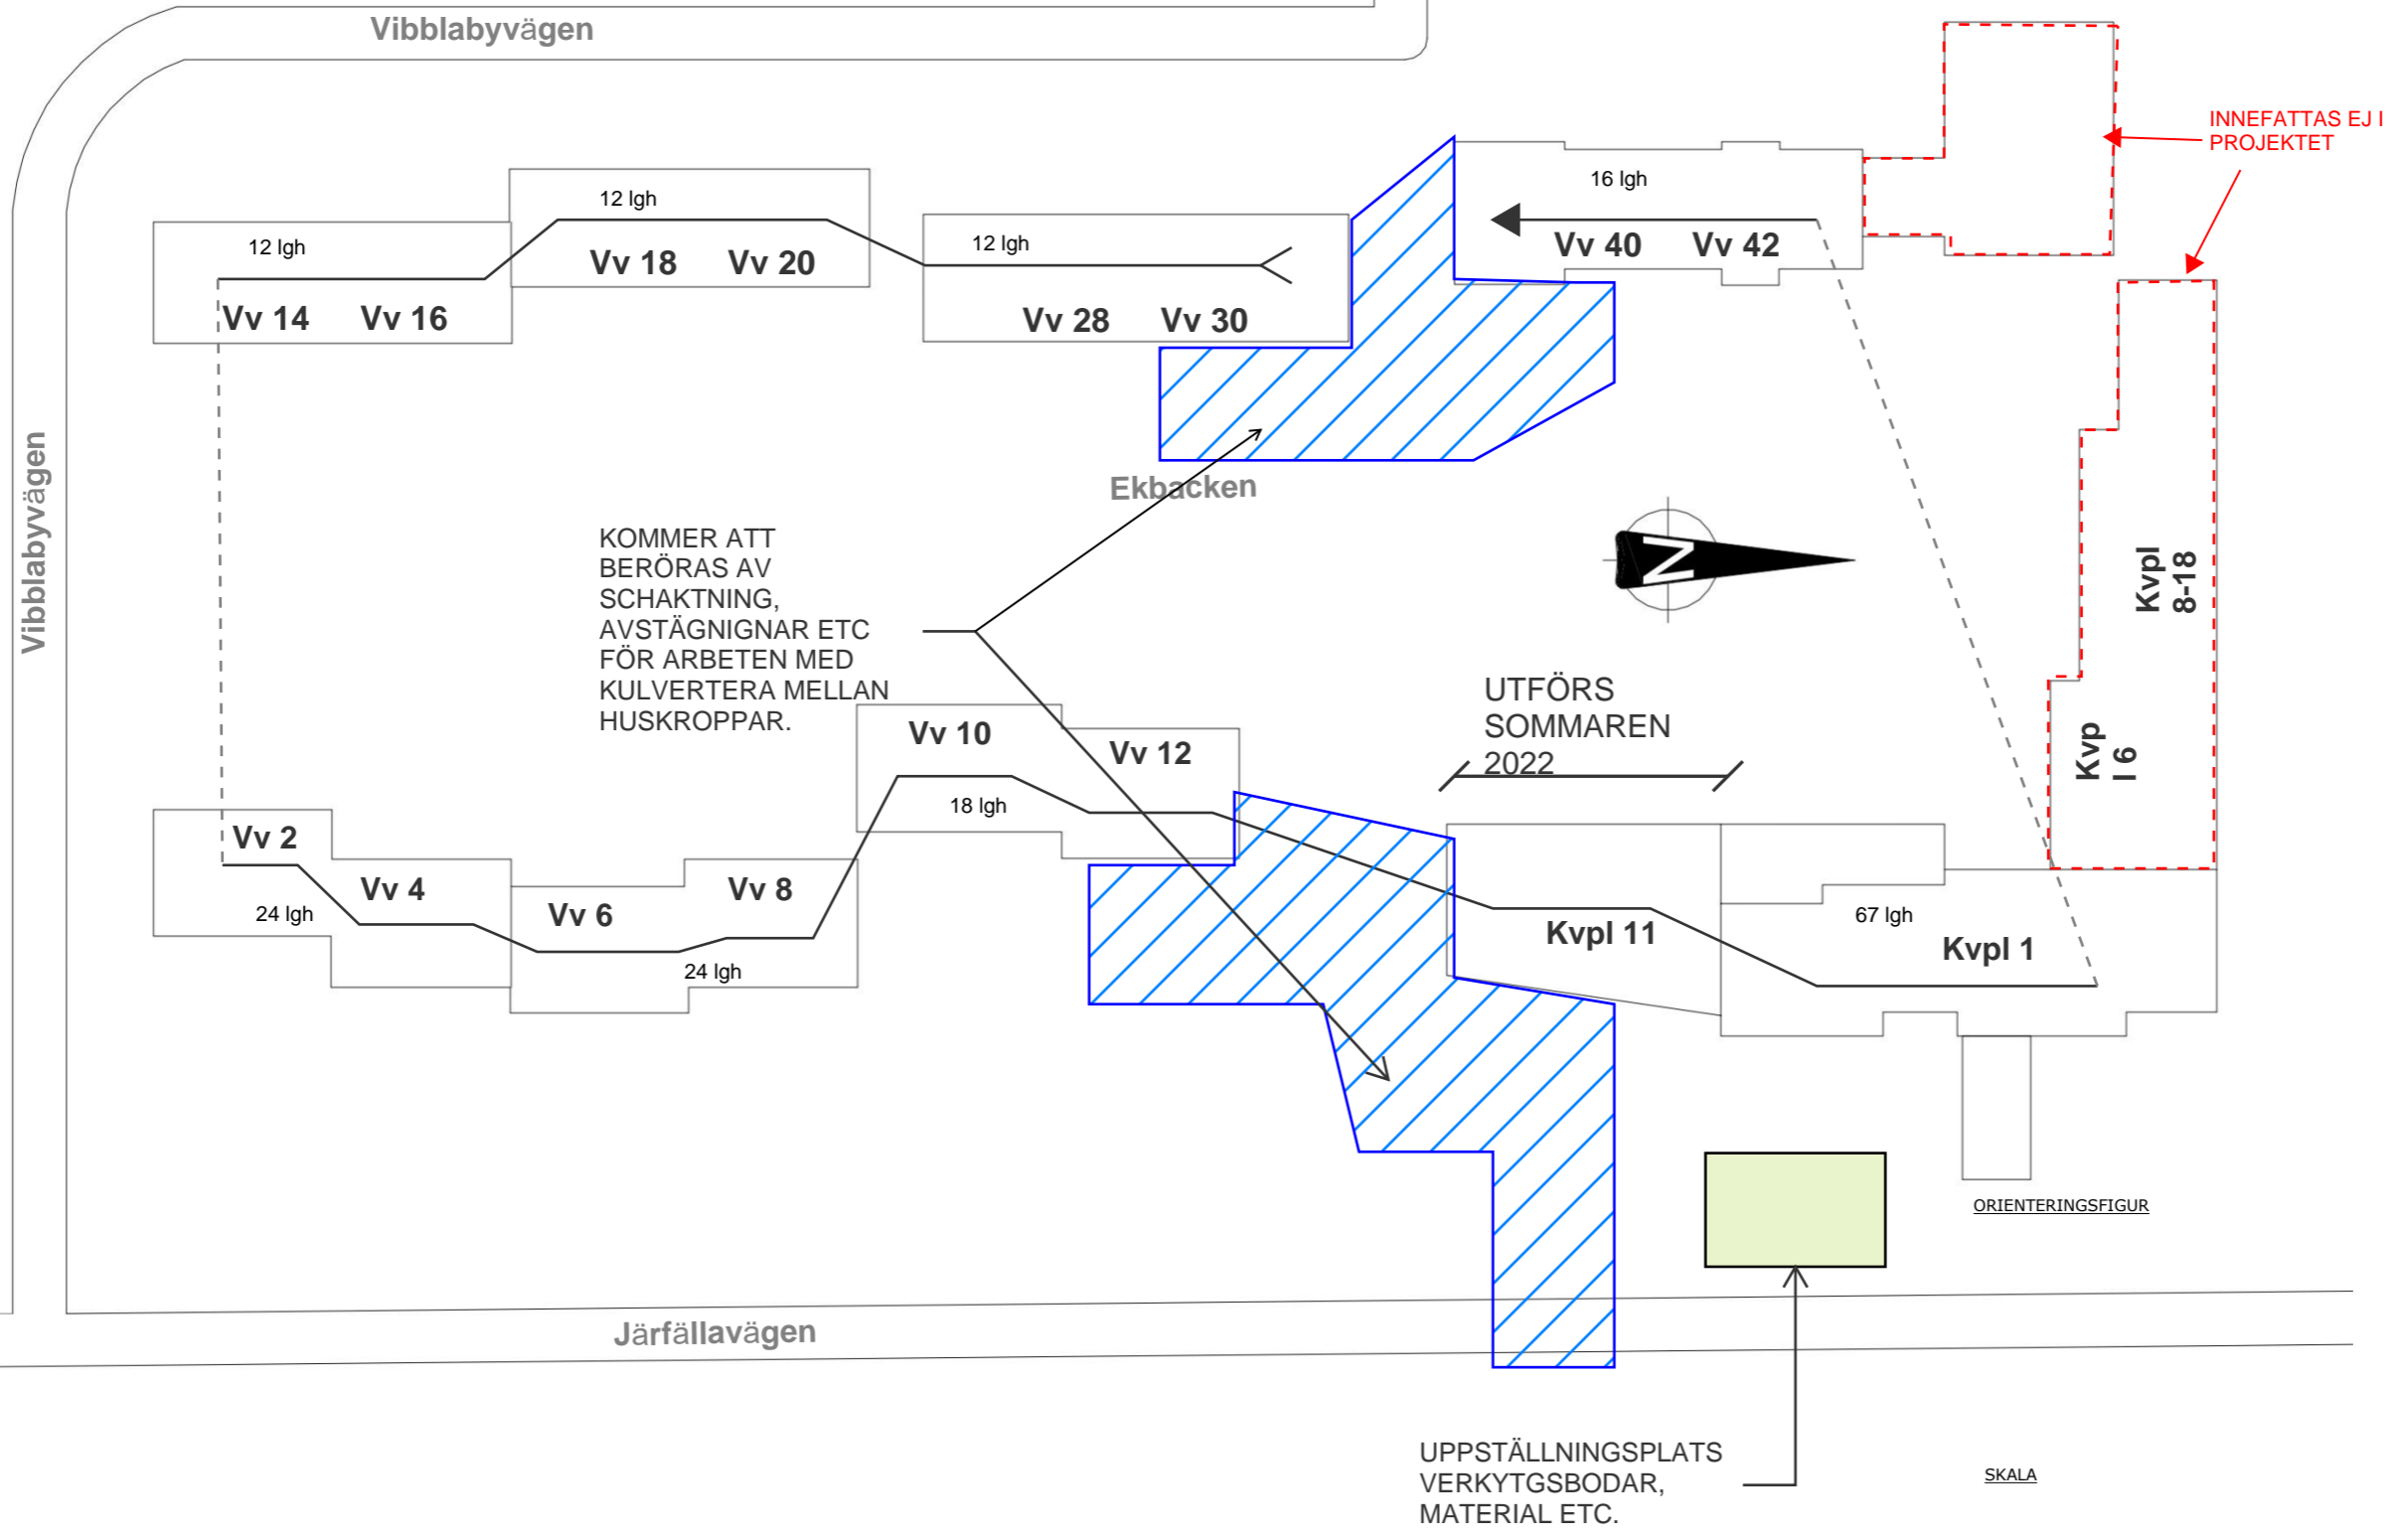 Vibblabyvägen
INNEFATTAS EJ I
PROJEKTET
16 lgh
12 lgh
12 lgh
12 lgh
Vv 40 Vv 42
Vv 18 Vv 20
Vv 14 Vv 16
Vv 28 Vv 30
Vibblabyvägen
Ekbacken
KOMMER ATT
BERÖRAS AV
SCHAKTNING,
AVSTÄGNIGNAR ETC
FÖR ARBETEN MED
KULVERTERA MELLAN
HUSKROPPAR.
N
Kvpl
8-18
UTFÖRS
SOMMAREN
2022
Kvp
l 6
Vv 10
Vv 12
18 lgh
Vv 2
Vv 4
Vv 6
Vv 8
24 lgh
24 lgh
Kvpl 11
67 lgh
Kvpl 1
ORIENTERINGSFIGUR
Järfällavägen
UPPSTÄLLNINGSPLATS
VERKYTGSBODAR,
MATERIAL ETC.
SKALA